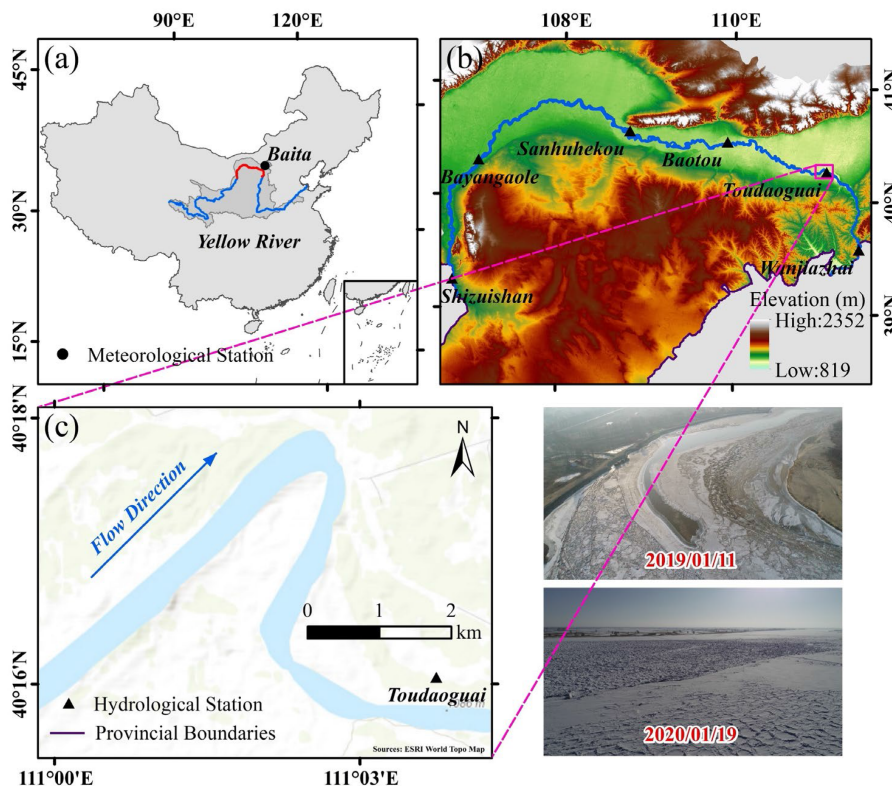 90°E
120°E
108°E
110°E
45°N
30°N
15°N
(a)
Baita
Yellow River
Meteorological Station
(b)
41°N
40°N
39°N
Sanhuhekou
Baotou
Bayangaole
Toudaoguai
Wanjiazhai
Shizuishan
Elevation (m)
High:2352
Low:819
40°18'N
40°16'N
(c)
Flow Direction
N
0 1 2
km
Toudaoguai
Hydrological Station
Provincial Boundaries
Sources: ESRI World Topo Map
111°00'E
111°03'E
2019/01/11
2020/01/19